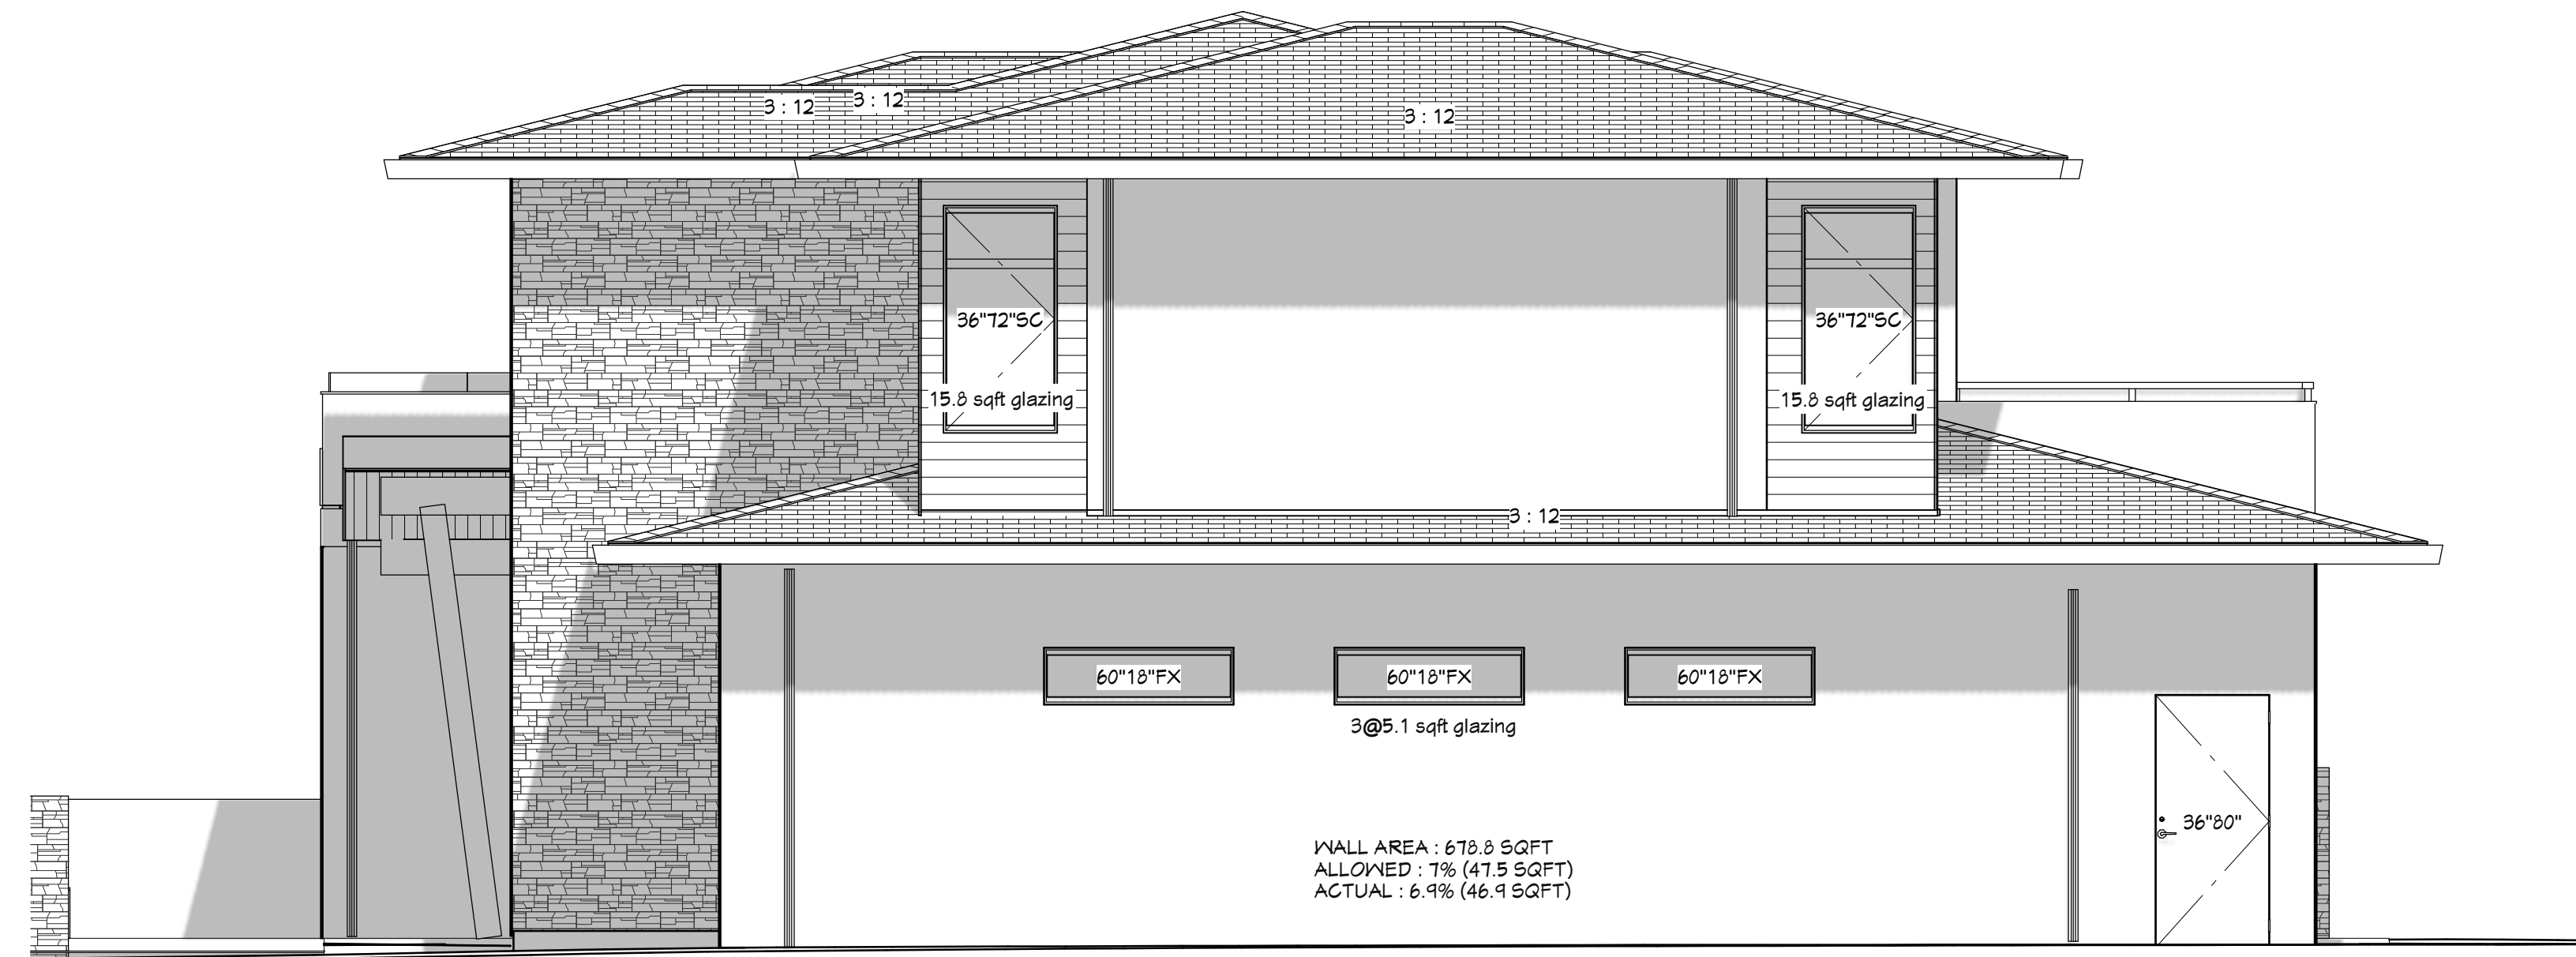 3 : 12
3 : 12
3 : 12
36"72"SC
36"72"SC
15.8 sqft glazing
15.8 sqft glazing
3 : 12
60"18"FX
60"18"FX
60"18"FX
3@5.1 sqft glazing
36"80"
WALL AREA : 678.8 SQFT
ALLOWED : 7% (47.5 SQFT)
ACTUAL : 6.9% (46.9 SQFT)